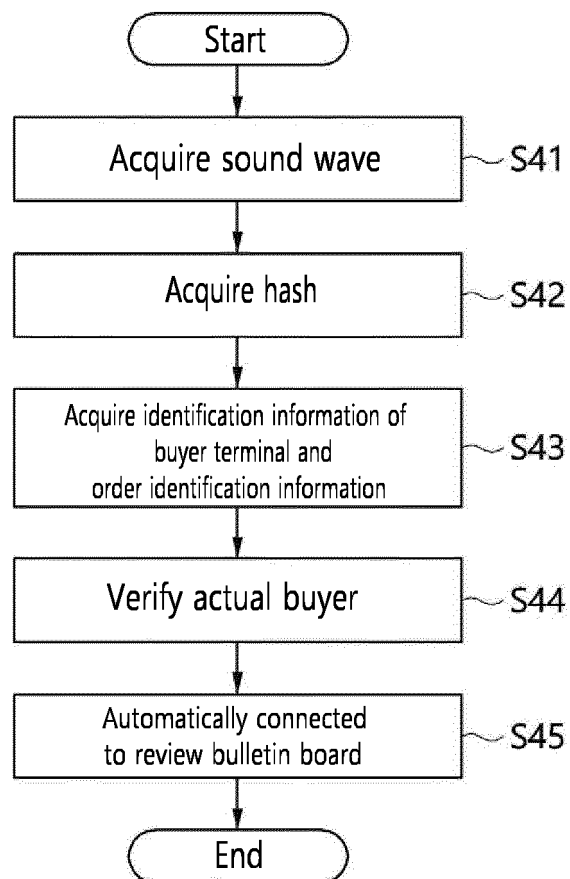 Start
Acquire sound wave
S41
Acquire hash
S42
Acquire identification information of
buyer terminal and
order identification information
S43
Verify actual buyer
S44
Automatically connected
to review bulletin board
S45
End